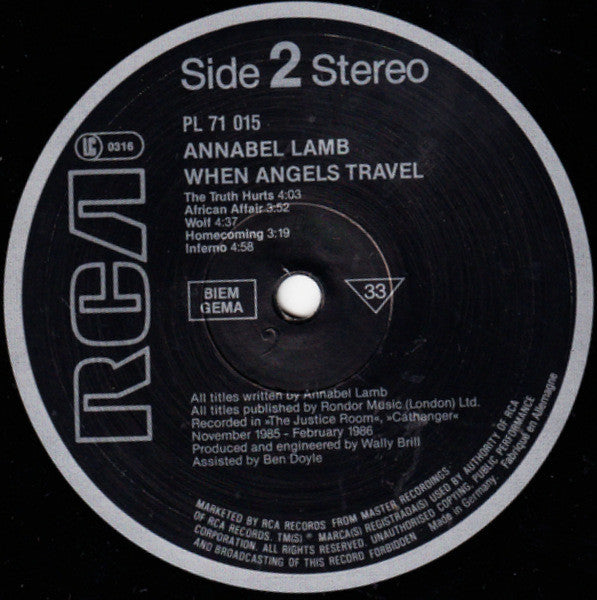 Side 2 Stereo
PL 71 015
LC 0316
ANNABEL LAMB
WHEN ANGELS TRAVEL
The Truth Hurts 4:03
African Affair 3:52
Wolf 4:37
Homecoming 3:19
Inferno 4:58
RCA
BIEM
GEMA
33
All titles written by Annabel Lamb
All titles published by Rondor Music (London) Ltd.
Recorded in »The Justice Room«, »Cathanger«
November 1985 - February 1986
Produced and engineered by Wally Brill
Assisted by Ben Doyle
MARKETED BY RCA RECORDS FROM MASTER RECORDINGS
OF RCA RECORDS. TM(S) ® MARCA(S) REGISTRADA(S) USED BY AUTHORITY OF RCA
CORPORATION. ALL RIGHTS RESERVED. UNAUTHORISED COPYING, PUBLIC PERFORMANCE
AND BROADCASTING OF THIS RECORD FORBIDDEN Made in Germany. Fabriqué en Allemagne